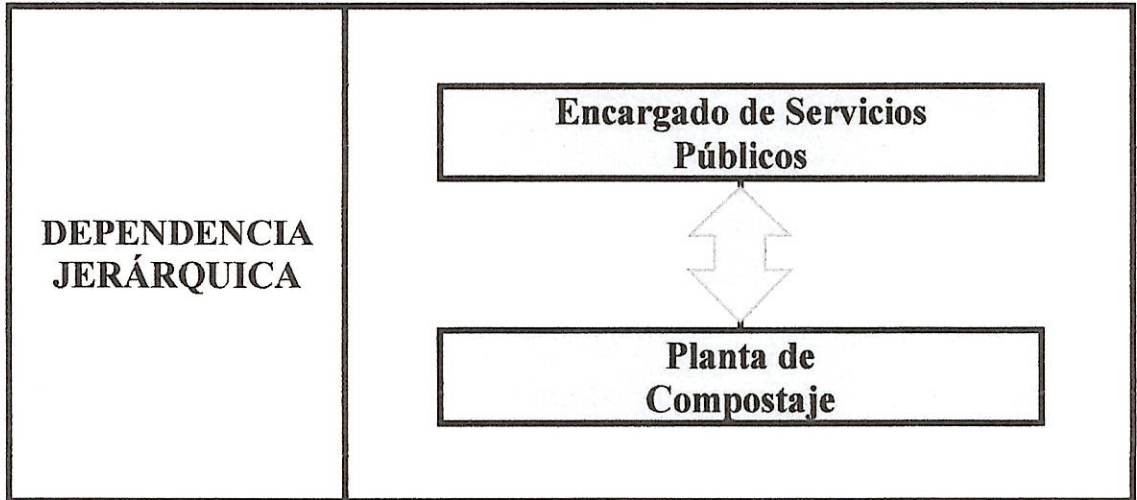 DEPENDENCIA
JERÁRQUICA
Encargado de Servicios
Públicos
Planta de
Compostaje